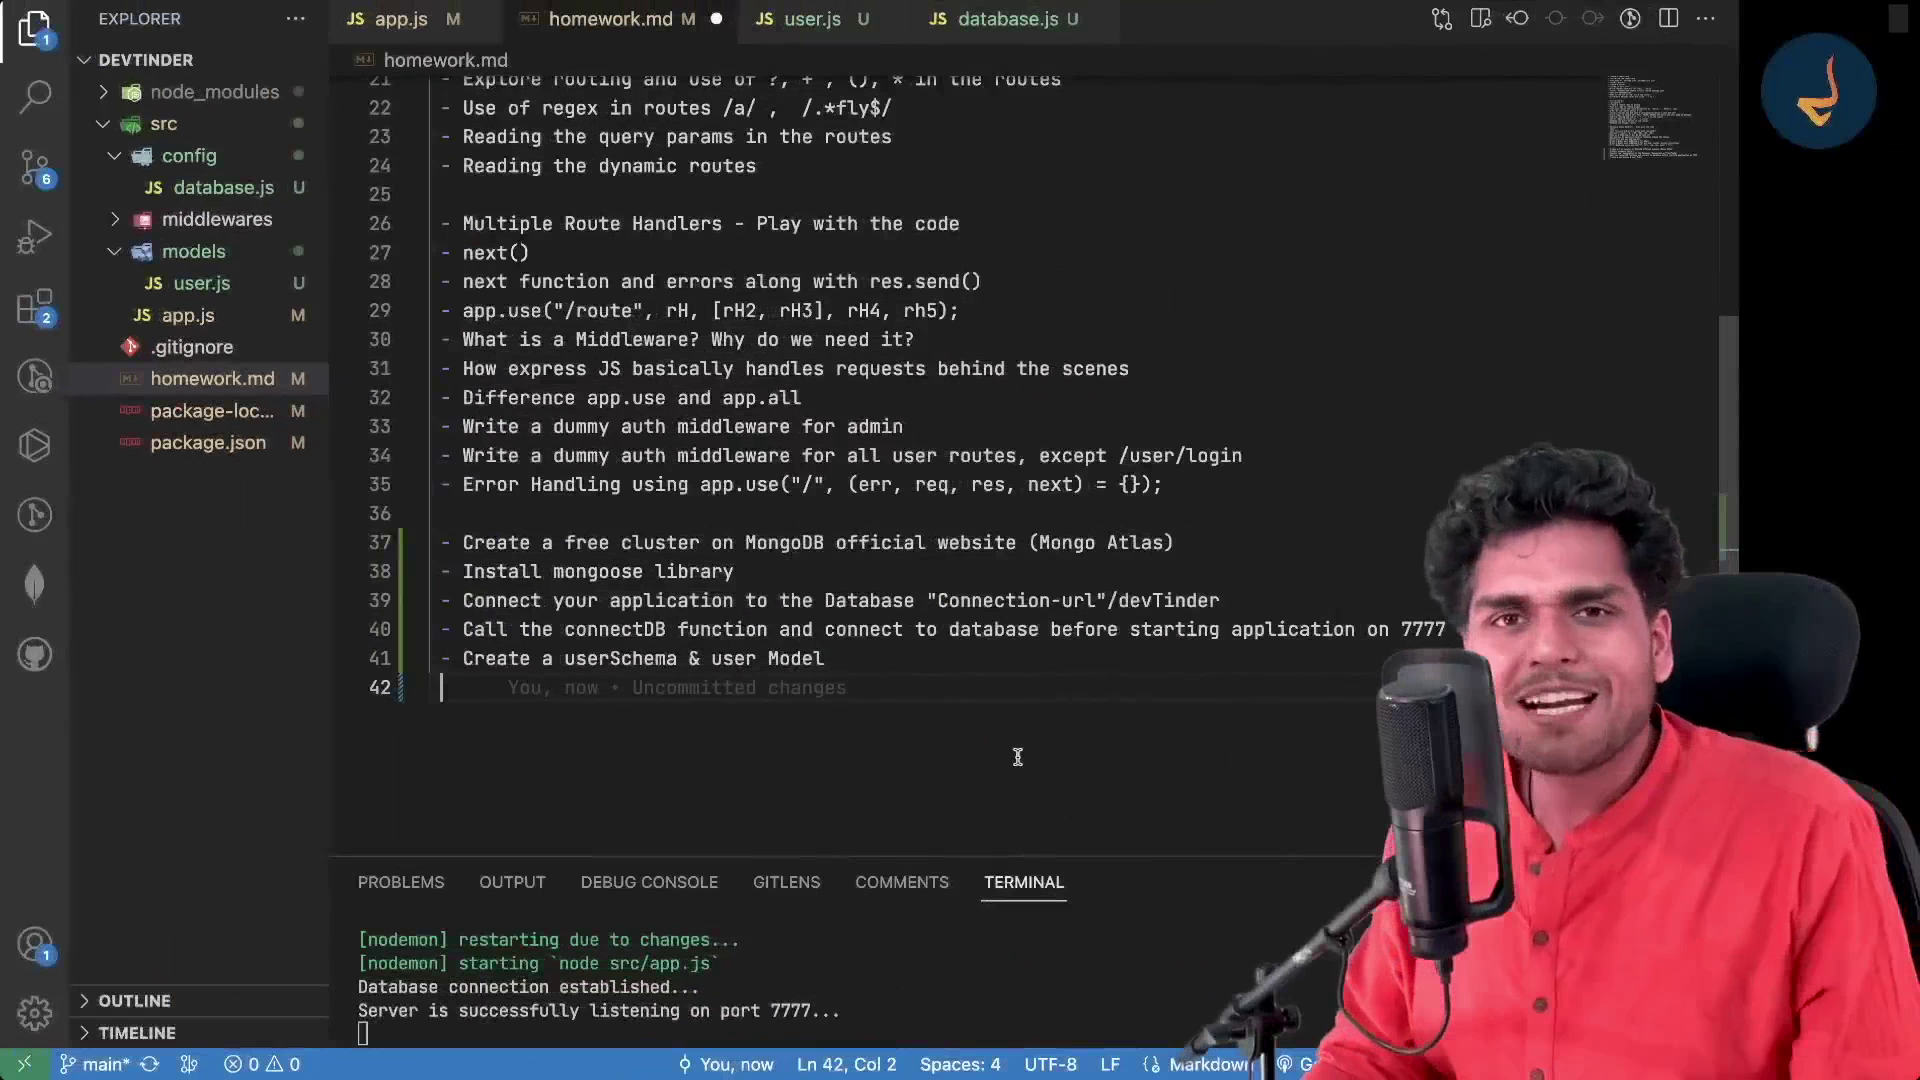 EXPLORER
DEVTINDER
node_modules
src
config
database.js U
middlewares
models
user.js U
app.js M
.gitignore
homework.md M
package-loc... M
package.json M
OUTLINE
TIMELINE
1
6
2
1
JS app.js M
homework.md M
JS user.js U
JS database.js U
homework.md
21 - Explore routing and use of ?, + , (), * in the routes
22 - Use of regex in routes /a/ , /.*fly$/
23 - Reading the query params in the routes
24 - Reading the dynamic routes
25
26 - Multiple Route Handlers - Play with the code
27 - next()
28 - next function and errors along with res.send()
29 - app.use("/route", rH, [rH2, rH3], rH4, rh5);
30 - What is a Middleware? Why do we need it?
31 - How express JS basically handles requests behind the scenes
32 - Difference app.use and app.all
33 - Write a dummy auth middleware for admin
34 - Write a dummy auth middleware for all user routes, except /user/login
35 - Error Handling using app.use("/", (err, req, res, next) = {});
36
37 - Create a free cluster on MongoDB official website (Mongo Atlas)
38 - Install mongoose library
39 - Connect your application to the Database "Connection-url"/devTinder
40 - Call the connectDB function and connect to database before starting application on 7777
41 - Create a userSchema & user Model
42 You, now • Uncommitted changes
PROBLEMS OUTPUT DEBUG CONSOLE GITLENS COMMENTS TERMINAL
[nodemon] restarting due to changes...
[nodemon] starting `node src/app.js`
Database connection established...
Server is successfully listening on port 7777...
main* 0 0 You, now Ln 42, Col 2 Spaces: 4 UTF-8 LF Markdown